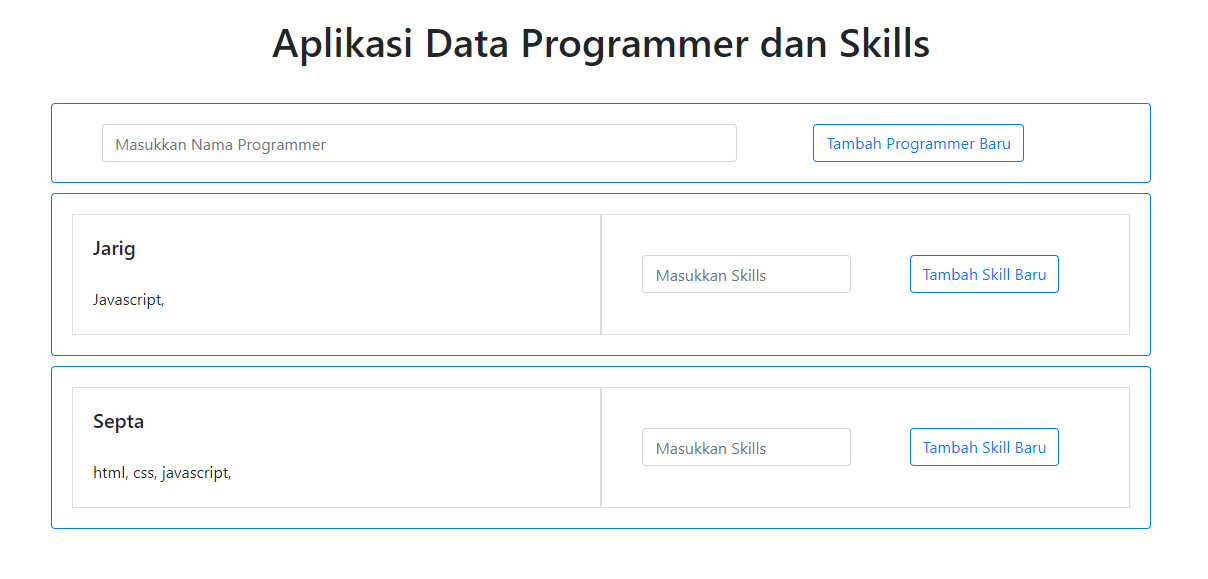 Aplikasi Data Programmer dan Skills
Masukkan Nama Programmer
Tambah Programmer Baru
Jarig
Javascript,
Masukkan Skills
Tambah Skill Baru
Septa
html, css, javascript,
Masukkan Skills
Tambah Skill Baru